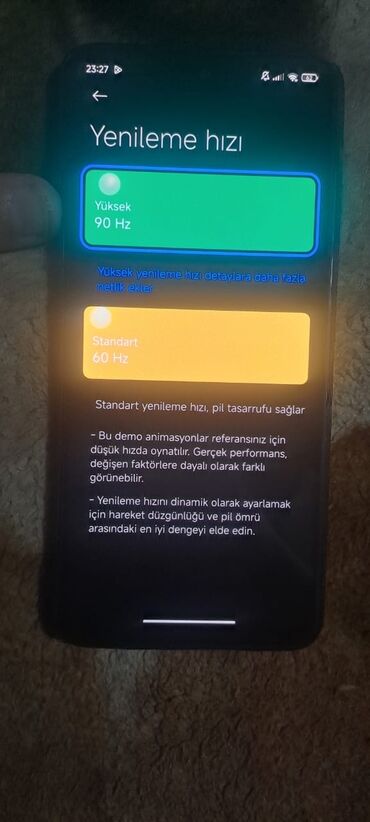 23:27
Yenileme hızı
Yüksek
90 Hz
Yüksek yenileme hızı detaylara daha fazla
netlik ekler
Standart
60 Hz
Standart yenileme hızı, pil tasarrufu sağlar
- Bu demo animasyonlar referansınız için
düşük hızda oynatılır. Gerçek performans,
değişen faktörlere dayalı olarak farklı
görünebilir.
- Yenileme hızını dinamik olarak ayarlamak
için hareket düzgünlüğü ve pil ömrü
arasındaki en iyi dengeyi elde edin.